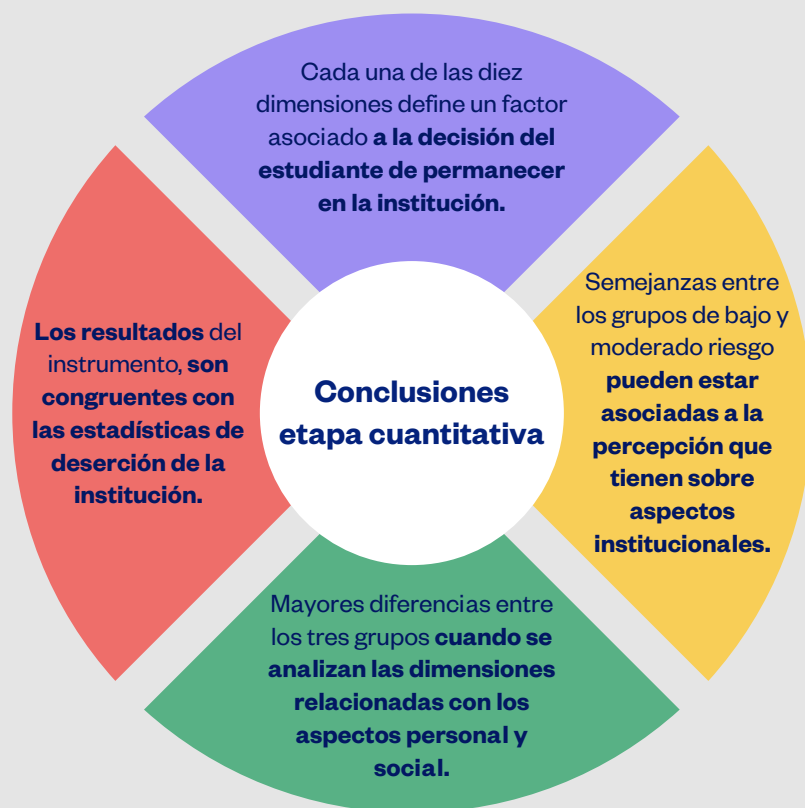 Cada una de las diez
dimensiones define un factor
asociado a la decisión del
estudiante de permanecer
en la institución.
Semejanzas entre
los grupos de bajo y
moderado riesgo
pueden estar
asociadas a la
percepción que
tienen sobre
aspectos
institucionales.
Los resultados del
instrumento, son
congruentes con
las estadísticas de
deserción de la
institución.
Conclusiones
etapa cuantitativa
Mayores diferencias entre
los tres grupos cuando se
analizan las dimensiones
relacionadas con los
aspectos personal y
social.